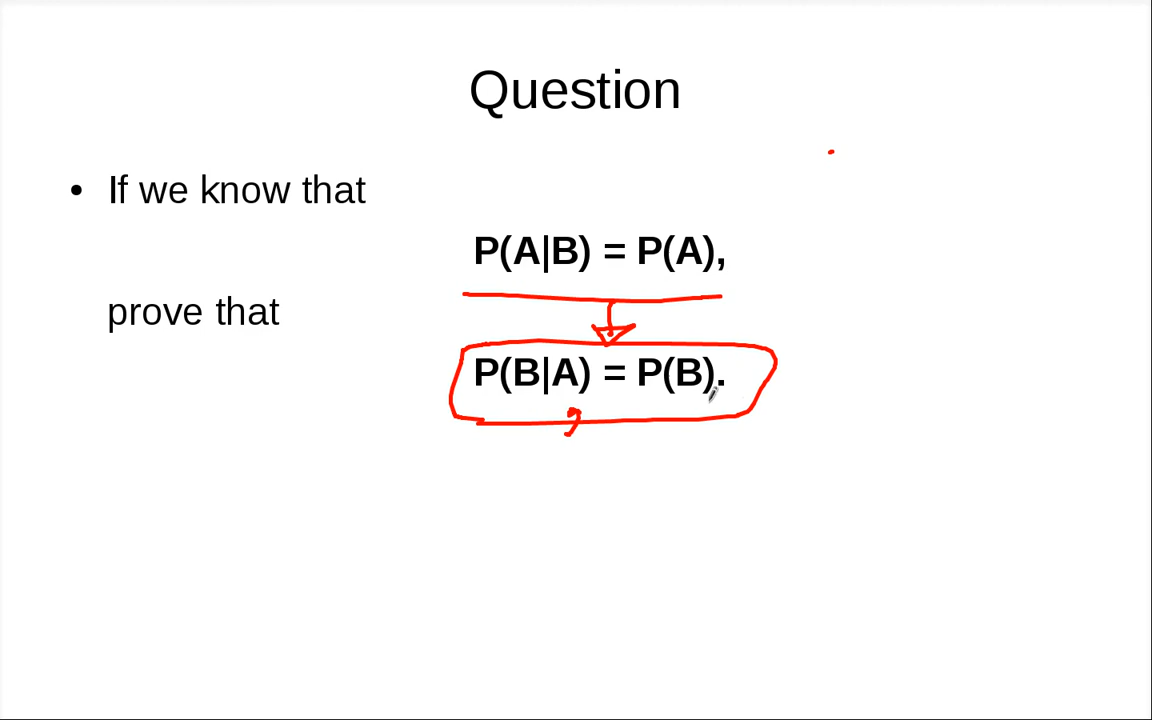 Question
• If we know that
P(A|B) = P(A),
prove that
P(B|A) = P(B).